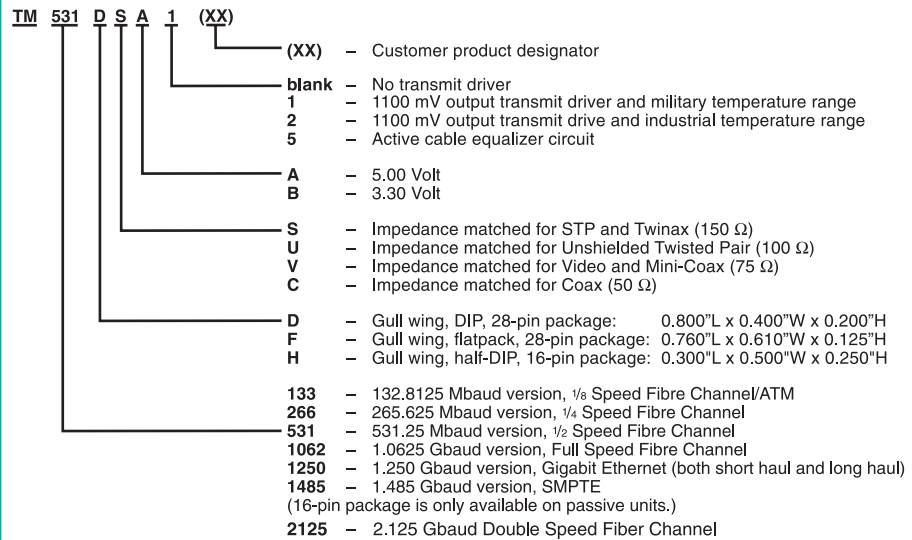 TM 531 D S A 1 (XX)
(XX) – Customer product designator
blank – No transmit driver
1 – 1100 mV output transmit driver and military temperature range
2 – 1100 mV output transmit drive and industrial temperature range
5 – Active cable equalizer circuit
A – 5.00 Volt
B – 3.30 Volt
S – Impedance matched for STP and Twinax (150 Ω)
U – Impedance matched for Unshielded Twisted Pair (100 Ω)
V – Impedance matched for Video and Mini-Coax (75 Ω)
C – Impedance matched for Coax (50 Ω)
D – Gull wing, DIP, 28-pin package: 0.800”L x 0.400”W x 0.200”H
F – Gull wing, flatpack, 28-pin package: 0.760”L x 0.610”W x 0.125”H
H – Gull wing, half-DIP, 16-pin package: 0.300"L x 0.500"W x 0.250"H
133 – 132.8125 Mbaud version, 1/8 Speed Fibre Channel/ATM
266 – 265.625 Mbaud version, 1/4 Speed Fibre Channel
531 – 531.25 Mbaud version, 1/2 Speed Fibre Channel
1062 – 1.0625 Gbaud version, Full Speed Fibre Channel
1250 – 1.250 Gbaud version, Gigabit Ethernet (both short haul and long haul)
1485 – 1.485 Gbaud version, SMPTE
(16-pin package is only available on passive units.)
2125 – 2.125 Gbaud Double Speed Fiber Channel